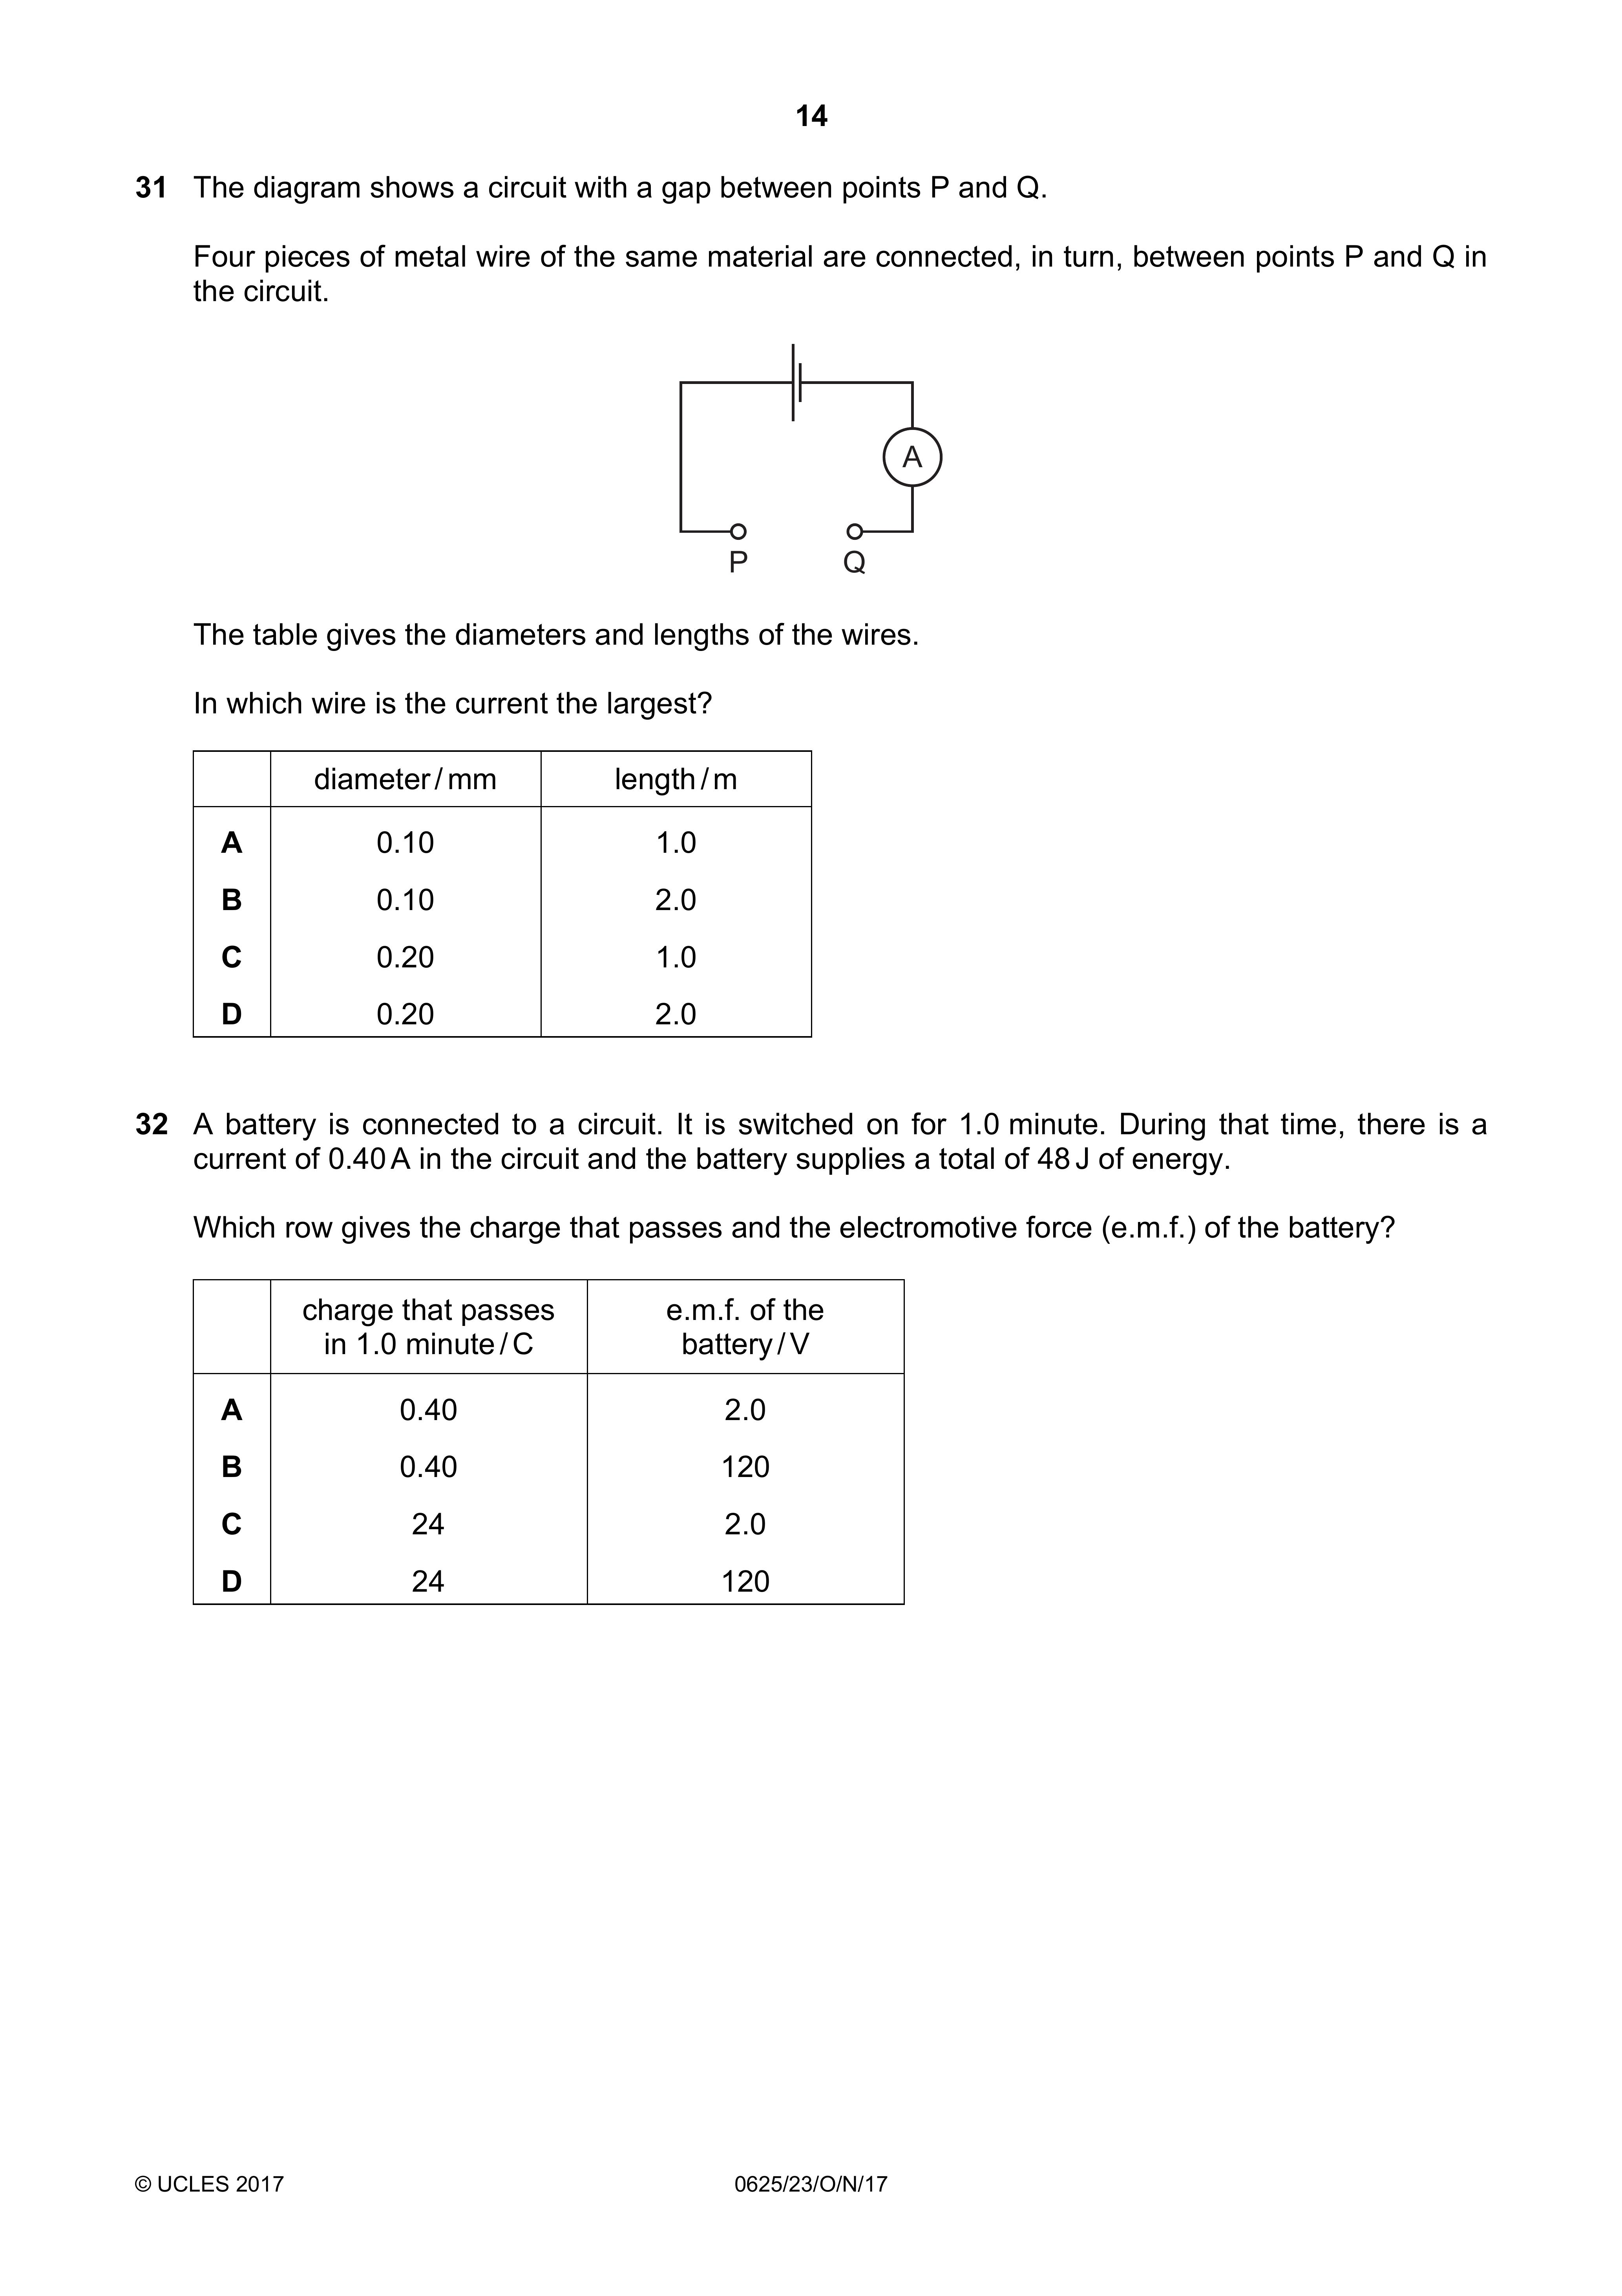 14
31 The diagram shows a circuit with a gap between points P and Q.
Four pieces of metal wire of the same material are connected, in turn, between points P and Q in
the circuit.
A
P Q
The table gives the diameters and lengths of the wires.
In which wire is the current the largest?
diameter / mm length / m
A 0.10 1.0
B 0.10 2.0
C 0.20 1.0
D 0.20 2.0
32 A battery is connected to a circuit. It is switched on for 1.0 minute. During that time, there is a
current of 0.40 A in the circuit and the battery supplies a total of 48 J of energy.
Which row gives the charge that passes and the electromotive force (e.m.f.) of the battery?
charge that passes e.m.f. of the
in 1.0 minute / C battery / V
A 0.40 2.0
B 0.40 120
C 24 2.0
D 24 120
© UCLES 2017 0625/23/O/N/17